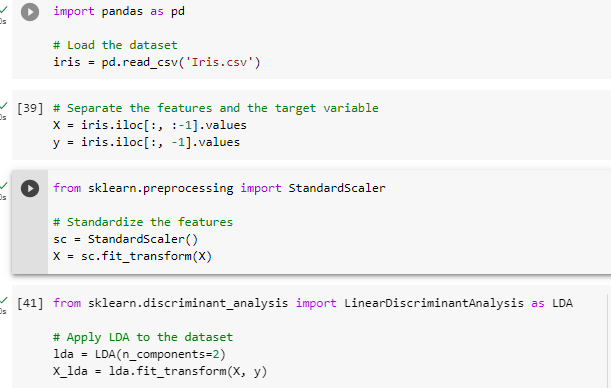 import pandas as pd
# Load the dataset
iris = pd.read_csv('Iris.csv')
[39] # Separate the features and the target variable
X = iris.iloc[:, :-1].values
y = iris.iloc[:, -1].values
from sklearn.preprocessing import StandardScaler
# Standardize the features
sc = StandardScaler()
X = sc.fit_transform(X)
[41] from sklearn.discriminant_analysis import LinearDiscriminantAnalysis as LDA
# Apply LDA to the dataset
lda = LDA(n_components=2)
X_lda = lda.fit_transform(X, y)